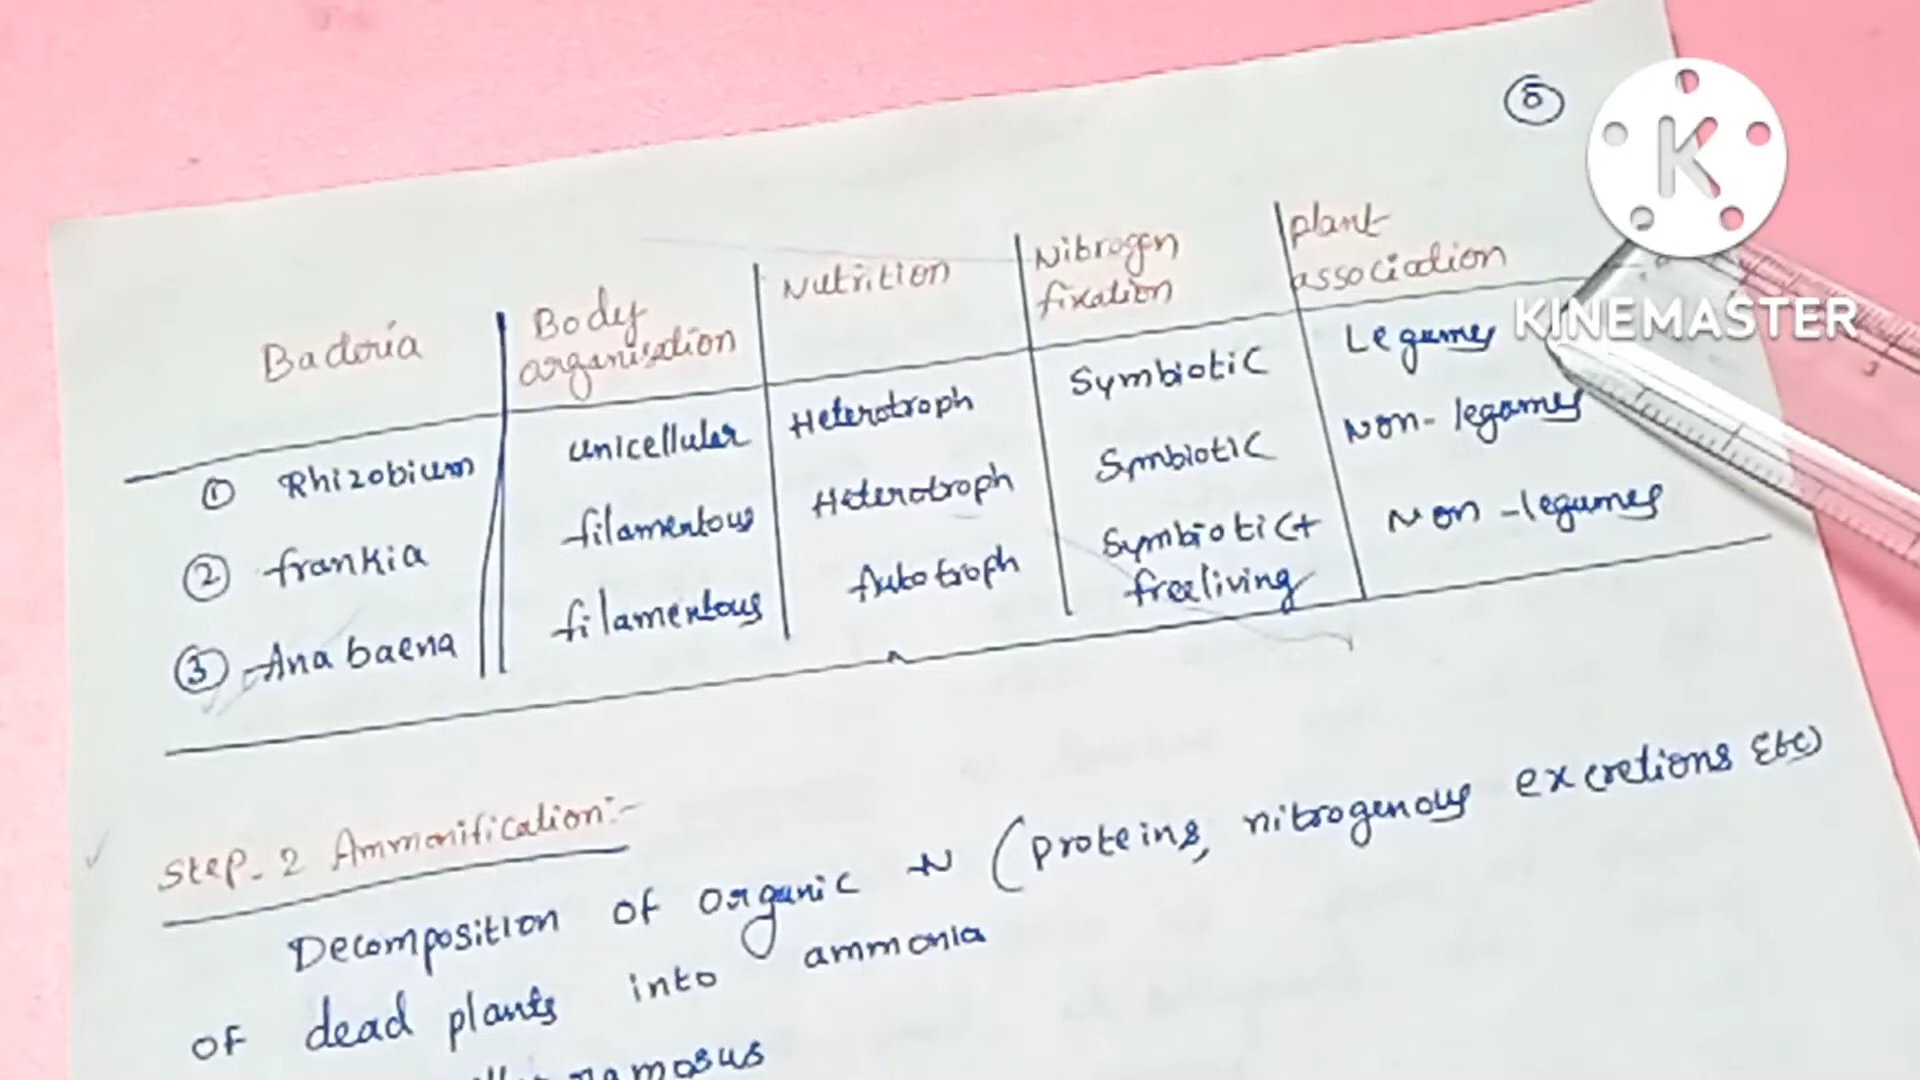 5
K
KINEMASTER
Bacteria | Body organisation | Nutrition | Nitrogen fixation | plant association
① Rhizobium | unicellular | Heterotroph | Symbiotic | Legumes
② frankia | filamentous | Heterotroph | Symbiotic | Non-legumes
③ Anabaena | filamentous | Autotroph | Symbiotic + freeliving | Non-legumes
Step-2 Ammonification:-
Decomposition of organic N (proteins, nitrogenous excretions Etc)
of dead plants into ammonia